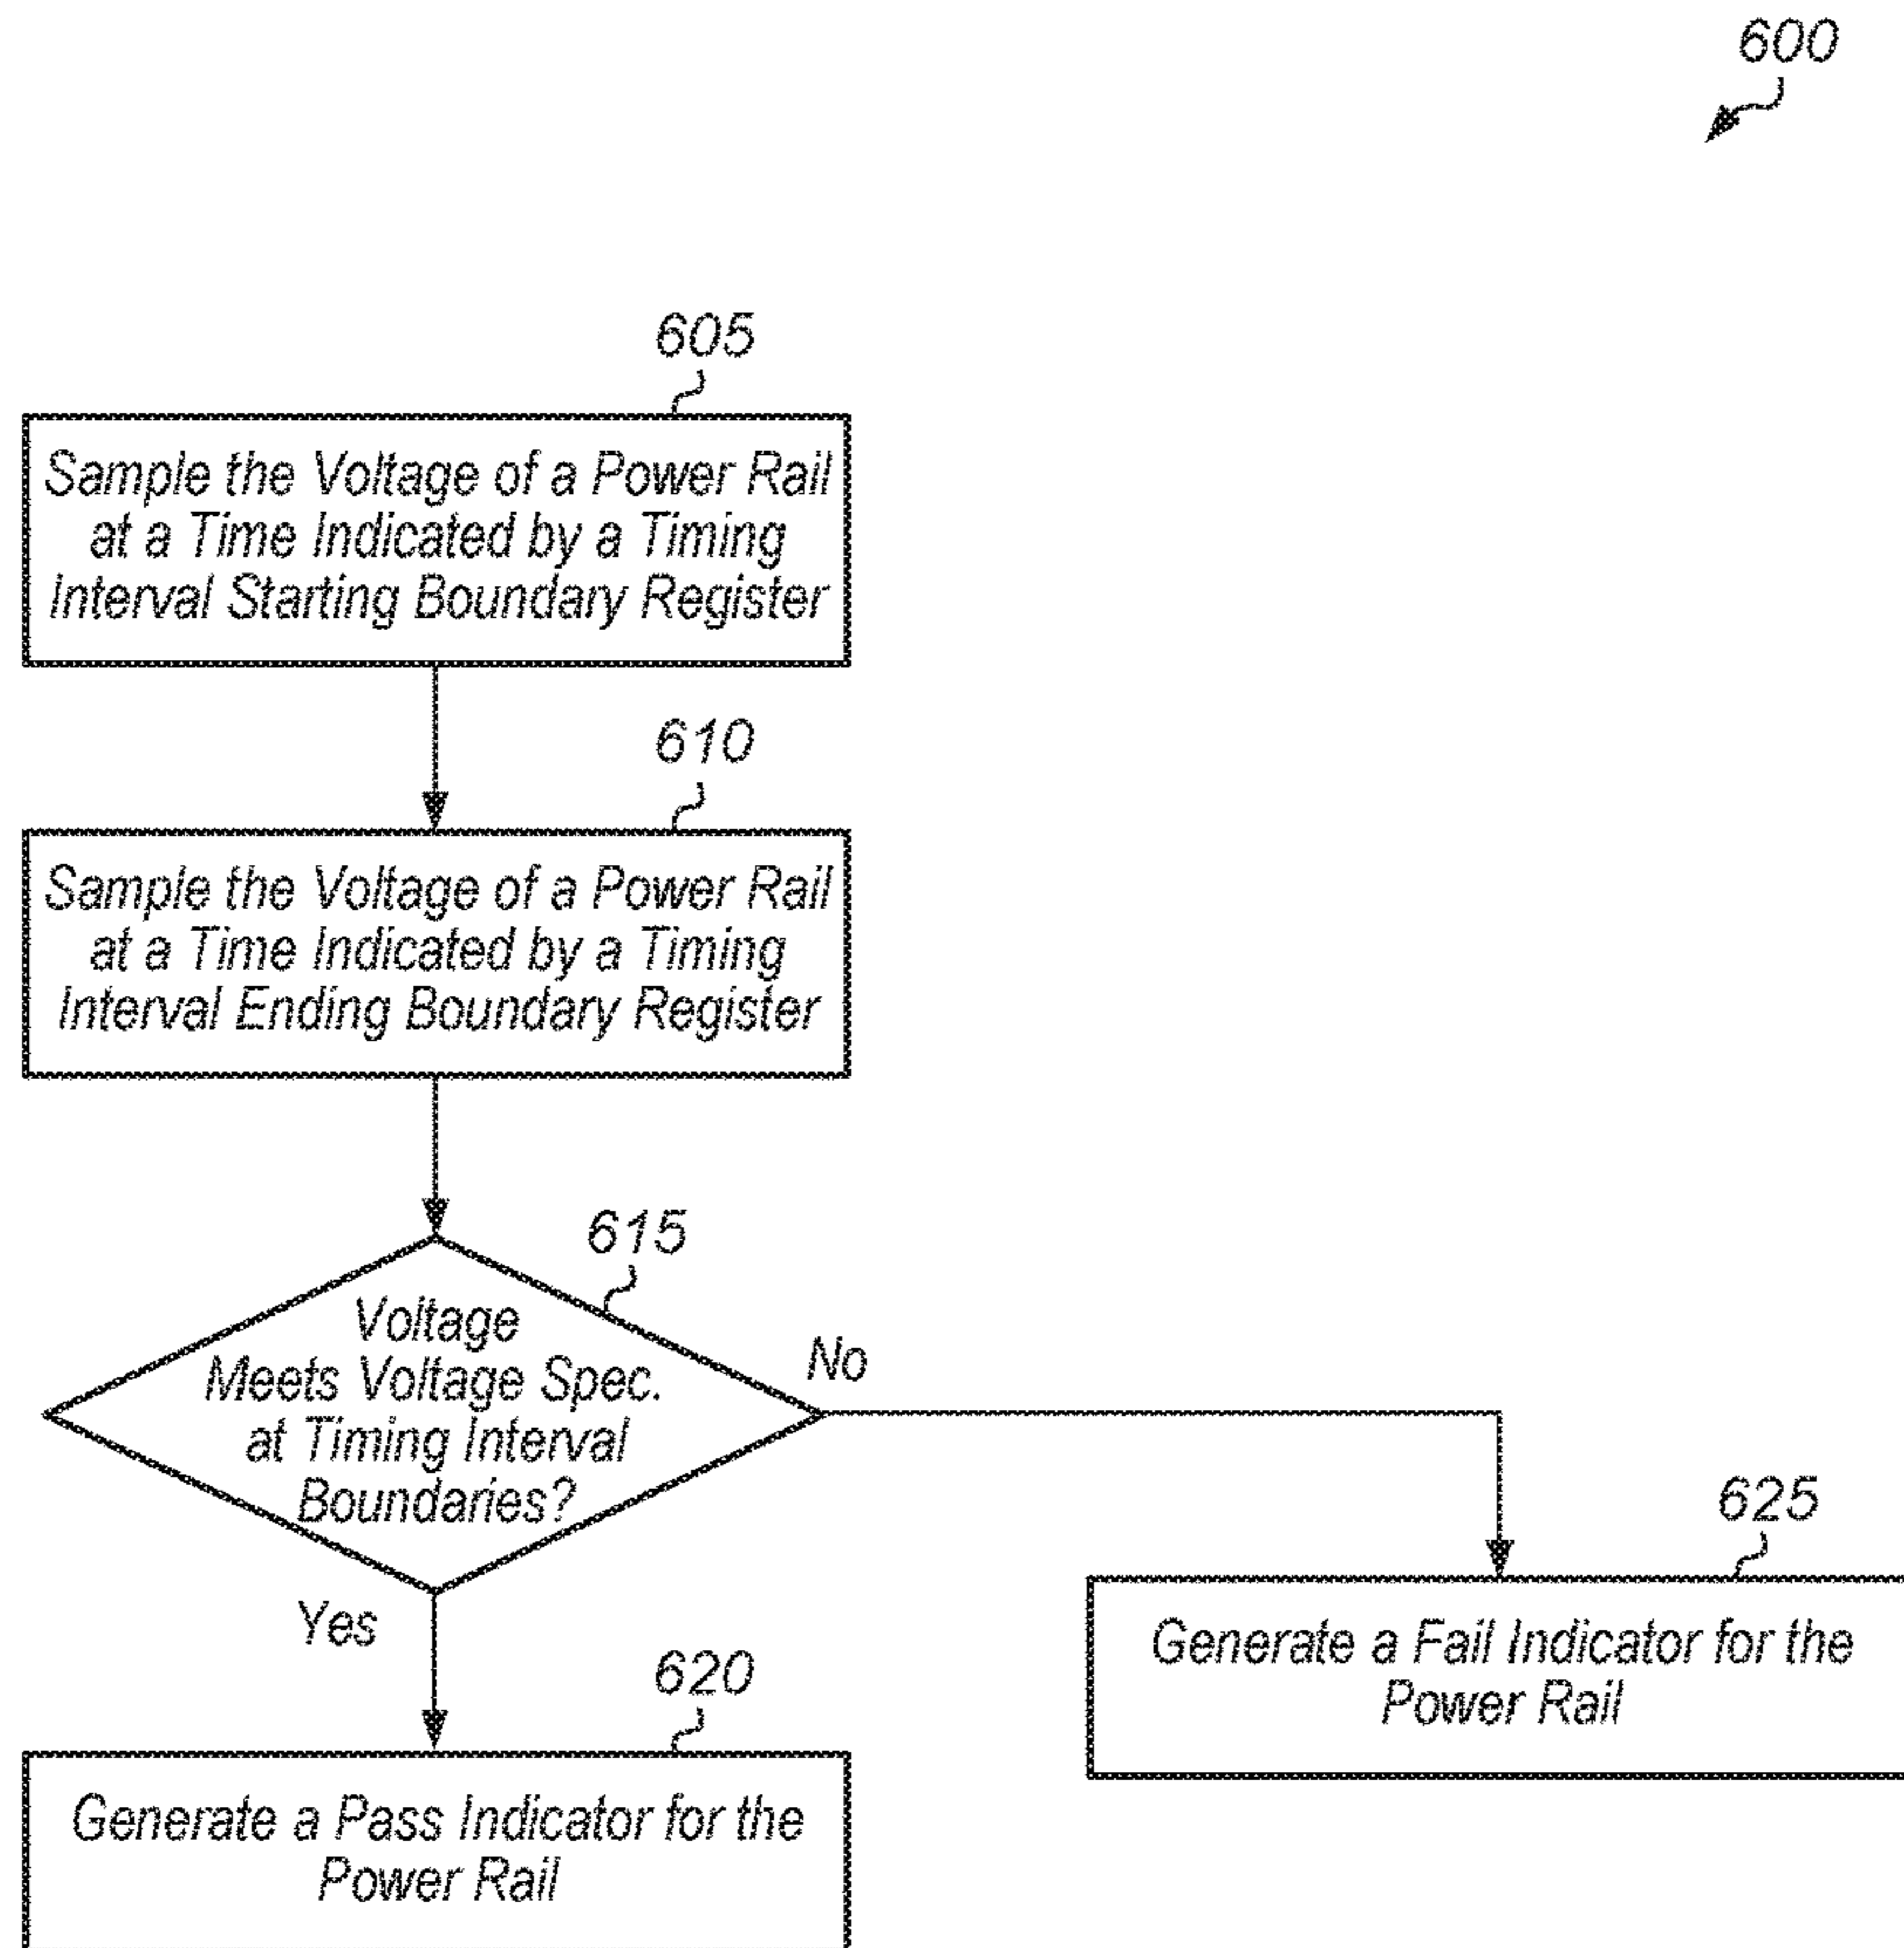 600
605
Sample the Voltage of a Power Rail
at a Time Indicated by a Timing
Interval Starting Boundary Register
610
Sample the Voltage of a Power Rail
at a Time Indicated by a Timing
Interval Ending Boundary Register
615
Voltage
Meets Voltage Spec.
at Timing Interval
Boundaries?
No
Yes
625
Generate a Fail Indicator for the
Power Rail
620
Generate a Pass Indicator for the
Power Rail